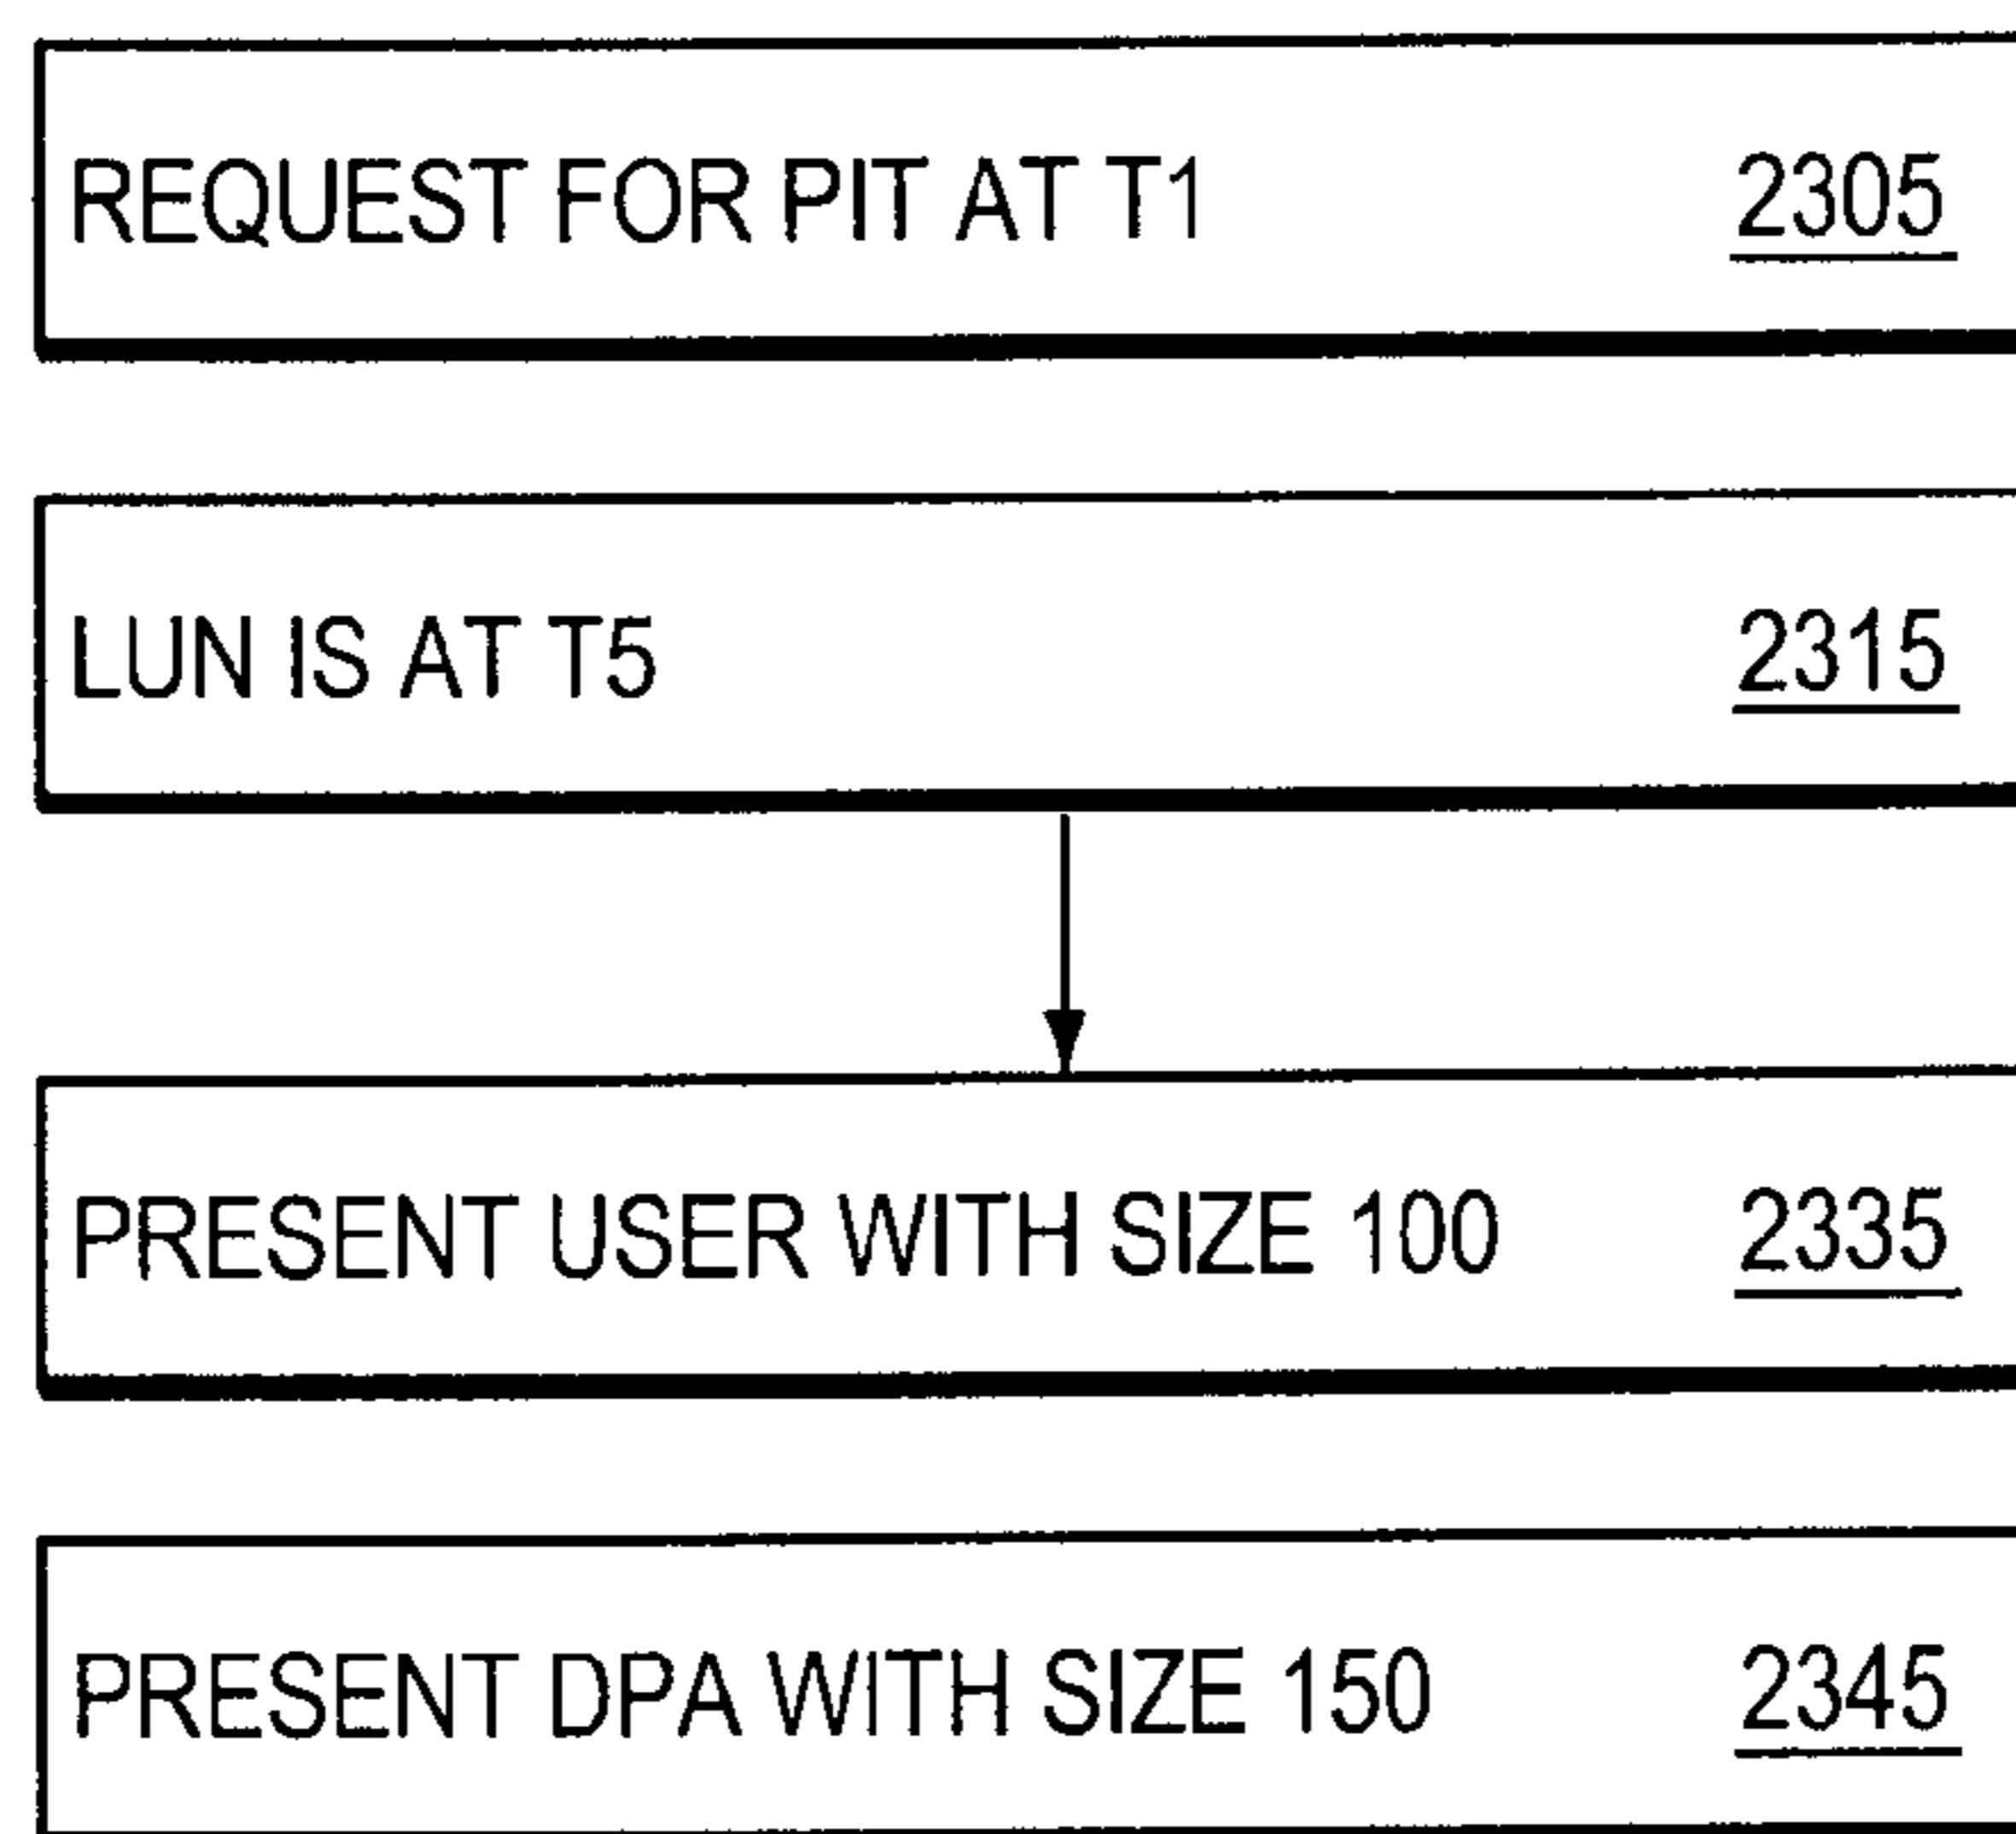 REQUEST FOR PIT AT T1 2305
LUN IS AT T5 2315
PRESENT USER WITH SIZE 100 2335
PRESENT DPA WITH SIZE 150 2345